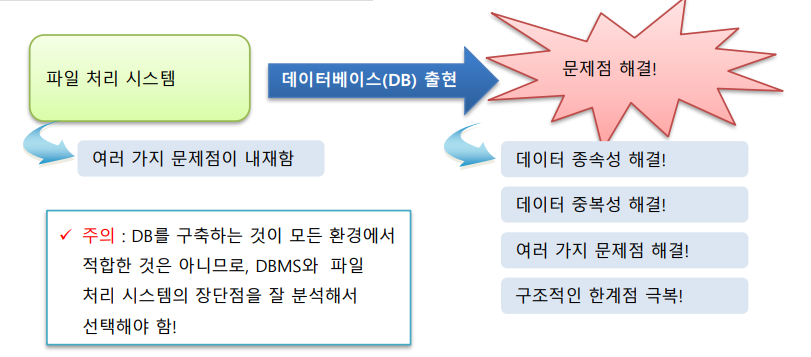 파일 처리 시스템
데이터베이스(DB) 출현
문제점 해결!
여러 가지 문제점이 내재함
데이터 종속성 해결!
데이터 중복성 해결!
여러 가지 문제점 해결!
구조적인 한계점 극복!
✓ 주의 : DB를 구축하는 것이 모든 환경에서
적합한 것은 아니므로, DBMS와 파일
처리 시스템의 장단점을 잘 분석해서
선택해야 함!